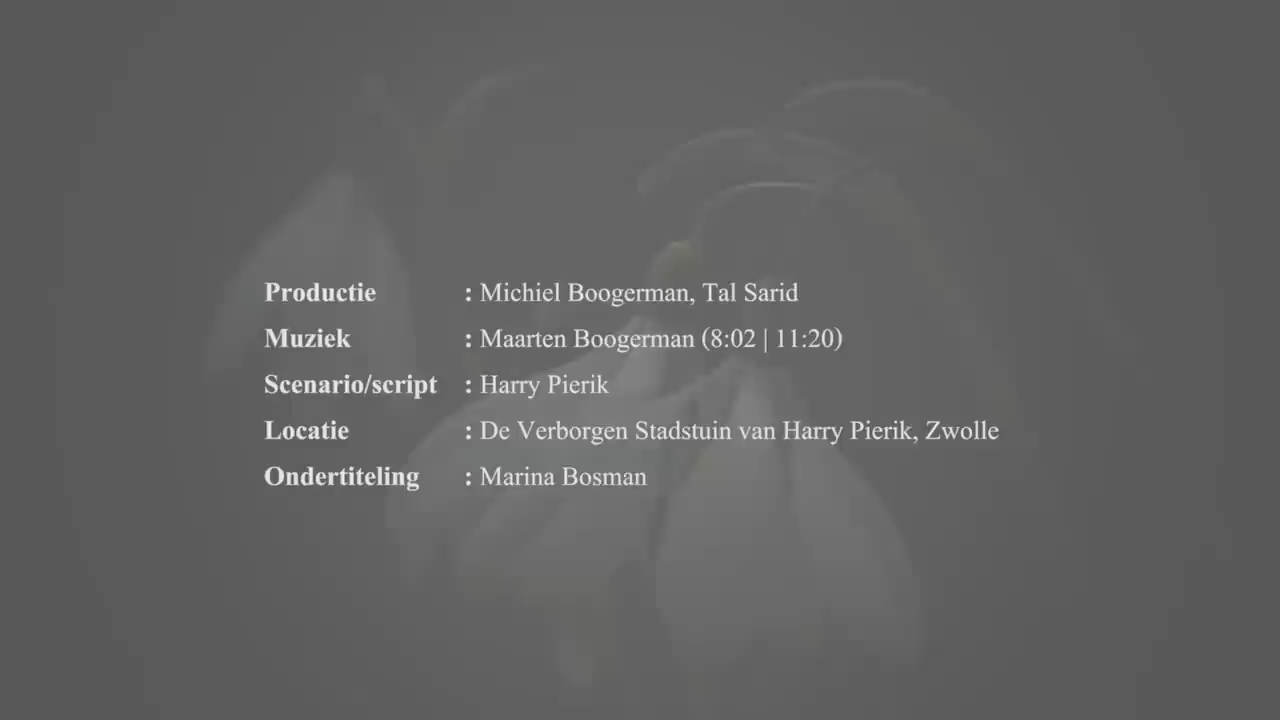 Productie : Michiel Boogerman, Tal Sarid
Muziek : Maarten Boogerman (8:02 | 11:20)
Scenario/script : Harry Pierik
Locatie : De Verborgen Stadstuin van Harry Pierik, Zwolle
Ondertiteling : Marina Bosman